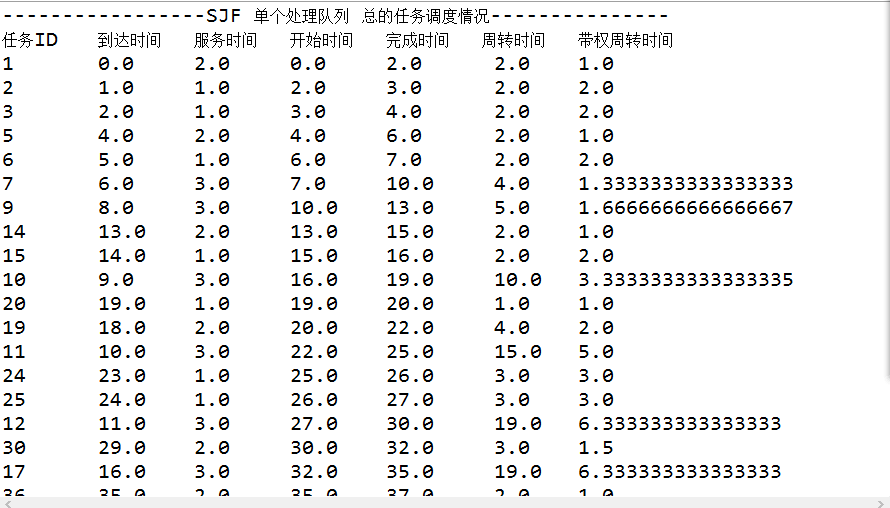 -----------------SJF 单个处理队列 总的任务调度情况---------------
任务ID 到达时间 服务时间 开始时间 完成时间 周转时间 带权周转时间
1 0.0 2.0 0.0 2.0 2.0 1.0
2 1.0 1.0 2.0 3.0 2.0 2.0
3 2.0 1.0 3.0 4.0 2.0 2.0
5 4.0 2.0 4.0 6.0 2.0 1.0
6 5.0 1.0 6.0 7.0 2.0 2.0
7 6.0 3.0 7.0 10.0 4.0 1.3333333333333333
9 8.0 3.0 10.0 13.0 5.0 1.6666666666666667
14 13.0 2.0 13.0 15.0 2.0 1.0
15 14.0 1.0 15.0 16.0 2.0 2.0
10 9.0 3.0 16.0 19.0 10.0 3.3333333333333335
20 19.0 1.0 19.0 20.0 1.0 1.0
19 18.0 2.0 20.0 22.0 4.0 2.0
11 10.0 3.0 22.0 25.0 15.0 5.0
24 23.0 1.0 25.0 26.0 3.0 3.0
25 24.0 1.0 26.0 27.0 3.0 3.0
12 11.0 3.0 27.0 30.0 19.0 6.333333333333333
30 29.0 2.0 30.0 32.0 3.0 1.5
17 16.0 3.0 32.0 35.0 19.0 6.333333333333333
36 35.0 2.0 35.0 37.0 2.0 1.0